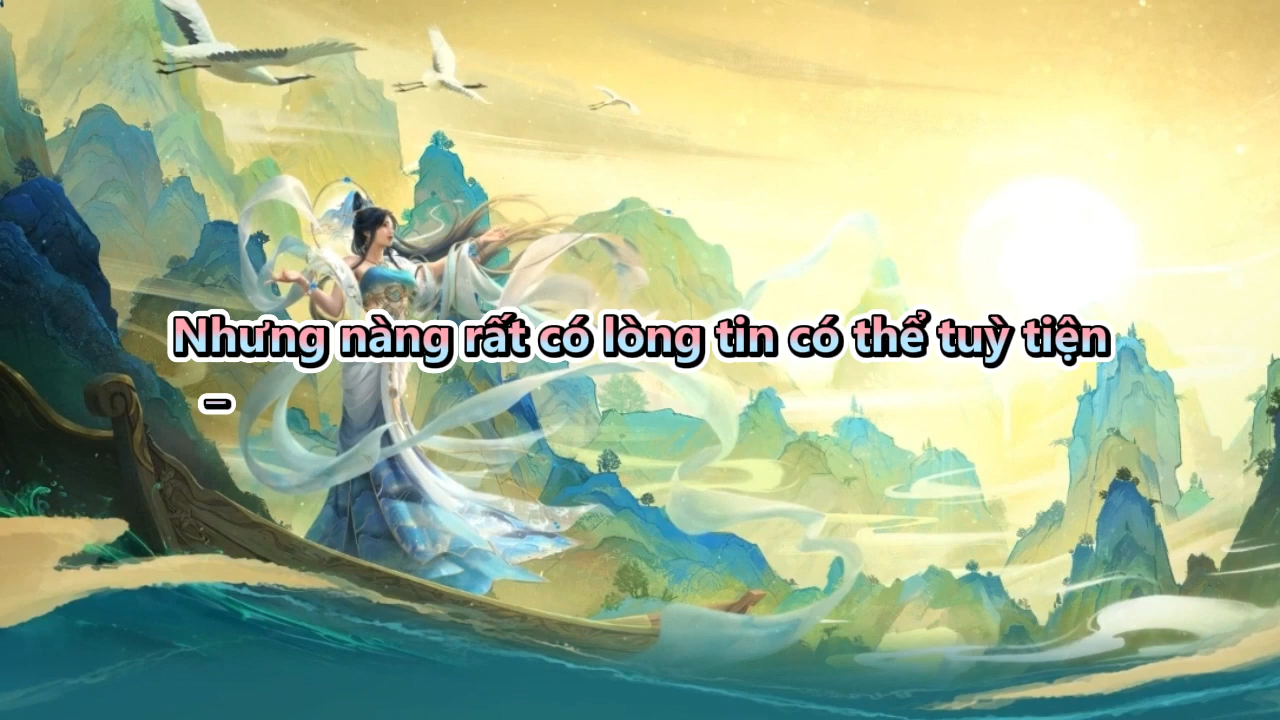 Nhưng nàng rất có lòng tin có thể tuỳ tiện
–